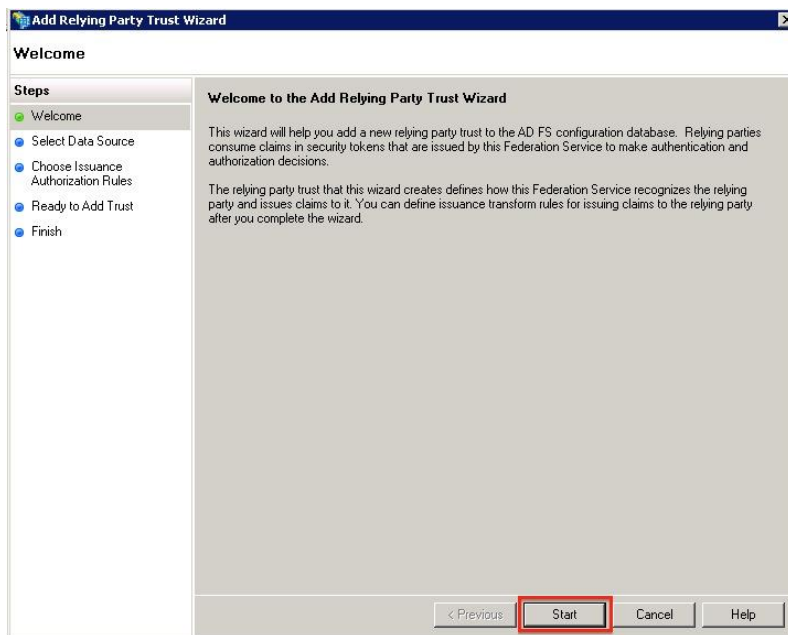 Add Relying Party Trust Wizard
Welcome
Steps
Welcome
Select Data Source
Choose Issuance
Authorization Rules
Ready to Add Trust
Finish
Welcome to the Add Relying Party Trust Wizard
This wizard will help you add a new relying party trust to the AD FS configuration database. Relying parties
consume claims in security tokens that are issued by this Federation Service to make authentication and
authorization decisions.
The relying party trust that this wizard creates defines how this Federation Service recognizes the relying
party and issues claims to it. You can define issuance transform rules for issuing claims to the relying party
after you complete the wizard.
< Previous Start Cancel Help